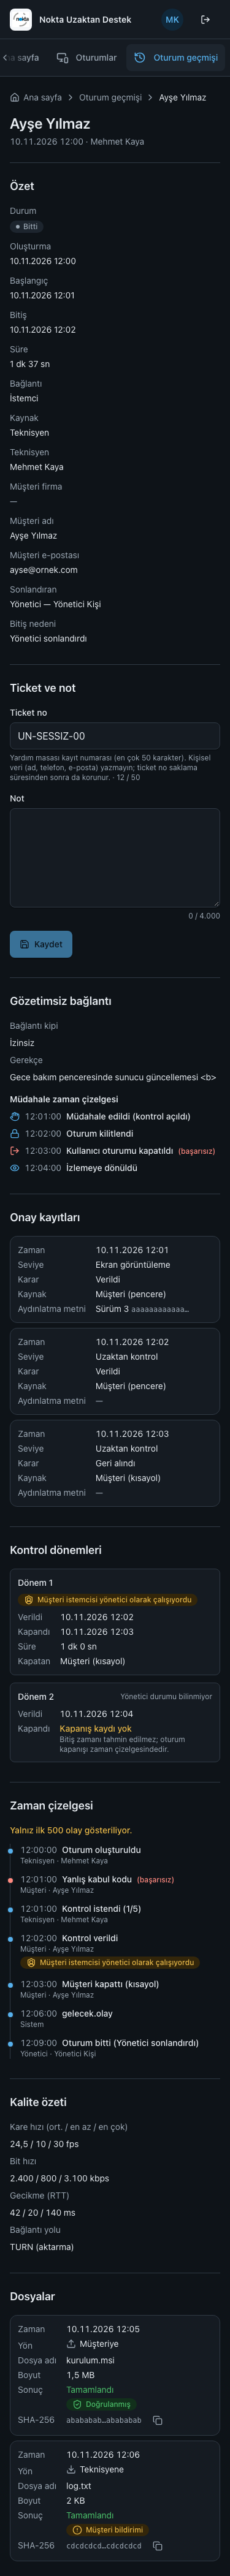 nokta
Nokta Uzaktan Destek
MK
sayfa
Oturumlar
Oturum geçmişi
Ana sayfa
Oturum geçmişi
Ayşe Yılmaz
Ayşe Yılmaz
10.11.2026 12:00 · Mehmet Kaya
Özet
Durum
Bitti
Oluşturma
10.11.2026 12:00
Başlangıç
10.11.2026 12:01
Bitiş
10.11.2026 12:02
Süre
1 dk 37 sn
Bağlantı
İstemci
Kaynak
Teknisyen
Teknisyen
Mehmet Kaya
Müşteri firma
—
Müşteri adı
Ayşe Yılmaz
Müşteri e-postası
ayse@ornek.com
Sonlandıran
Yönetici — Yönetici Kişi
Bitiş nedeni
Yönetici sonlandırdı
Ticket ve not
Ticket no
UN-SESSIZ-00
Yardım masası kayıt numarası (en çok 50 karakter). Kişisel
veri (ad, telefon, e-posta) yazmayın; ticket no saklama
süresinden sonra da korunur. · 12 / 50
Not
0 / 4.000
Kaydet
Gözetimsiz bağlantı
Bağlantı kipi
İzinsiz
Gerekçe
Gece bakım penceresinde sunucu güncellemesi <b>
Müdahale zaman çizelgesi
12:01:00 Müdahale edildi (kontrol açıldı)
12:02:00 Oturum kilitlendi
12:03:00 Kullanıcı oturumu kapatıldı (başarısız)
12:04:00 İzlemeye dönüldü
Onay kayıtları
Zaman 10.11.2026 12:01
Seviye Ekran görüntüleme
Karar Verildi
Kaynak Müşteri (pencere)
Aydınlatma metni Sürüm 3 aaaaaaaaaaaa…
Zaman 10.11.2026 12:02
Seviye Uzaktan kontrol
Karar Verildi
Kaynak Müşteri (pencere)
Aydınlatma metni —
Zaman 10.11.2026 12:03
Seviye Uzaktan kontrol
Karar Geri alındı
Kaynak Müşteri (kısayol)
Aydınlatma metni —
Kontrol dönemleri
Dönem 1
Müşteri istemcisi yönetici olarak çalışıyordu
Verildi 10.11.2026 12:02
Kapandı 10.11.2026 12:03
Süre 1 dk 0 sn
Kapatan Müşteri (kısayol)
Dönem 2 Yönetici durumu bilinmiyor
Verildi 10.11.2026 12:04
Kapandı Kapanış kaydı yok
Bitiş zamanı tahmin edilmez; oturum
kapanışı zaman çizelgesindedir.
Zaman çizelgesi
Yalnız ilk 500 olay gösteriliyor.
12:00:00 Oturum oluşturuldu
Teknisyen · Mehmet Kaya
12:01:00 Yanlış kabul kodu (başarısız)
Müşteri · Ayşe Yılmaz
12:01:00 Kontrol istendi (1/5)
Teknisyen · Mehmet Kaya
12:02:00 Kontrol verildi
Müşteri · Ayşe Yılmaz
Müşteri istemcisi yönetici olarak çalışıyordu
12:03:00 Müşteri kapattı (kısayol)
Müşteri · Ayşe Yılmaz
12:06:00 gelecek.olay
Sistem
12:09:00 Oturum bitti (Yönetici sonlandırdı)
Yönetici · Yönetici Kişi
Kalite özeti
Kare hızı (ort. / en az / en çok)
24,5 / 10 / 30 fps
Bit hızı
2.400 / 800 / 3.100 kbps
Gecikme (RTT)
42 / 20 / 140 ms
Bağlantı yolu
TURN (aktarma)
Dosyalar
Zaman 10.11.2026 12:05
Yön Müşteriye
Dosya adı kurulum.msi
Boyut 1,5 MB
Sonuç Tamamlandı
Doğrulanmış
SHA-256 abababab…abababab
Zaman 10.11.2026 12:06
Yön Teknisyene
Dosya adı log.txt
Boyut 2 KB
Sonuç Tamamlandı
Müşteri bildirimi
SHA-256 cdcdcdcd…cdcdcdcd